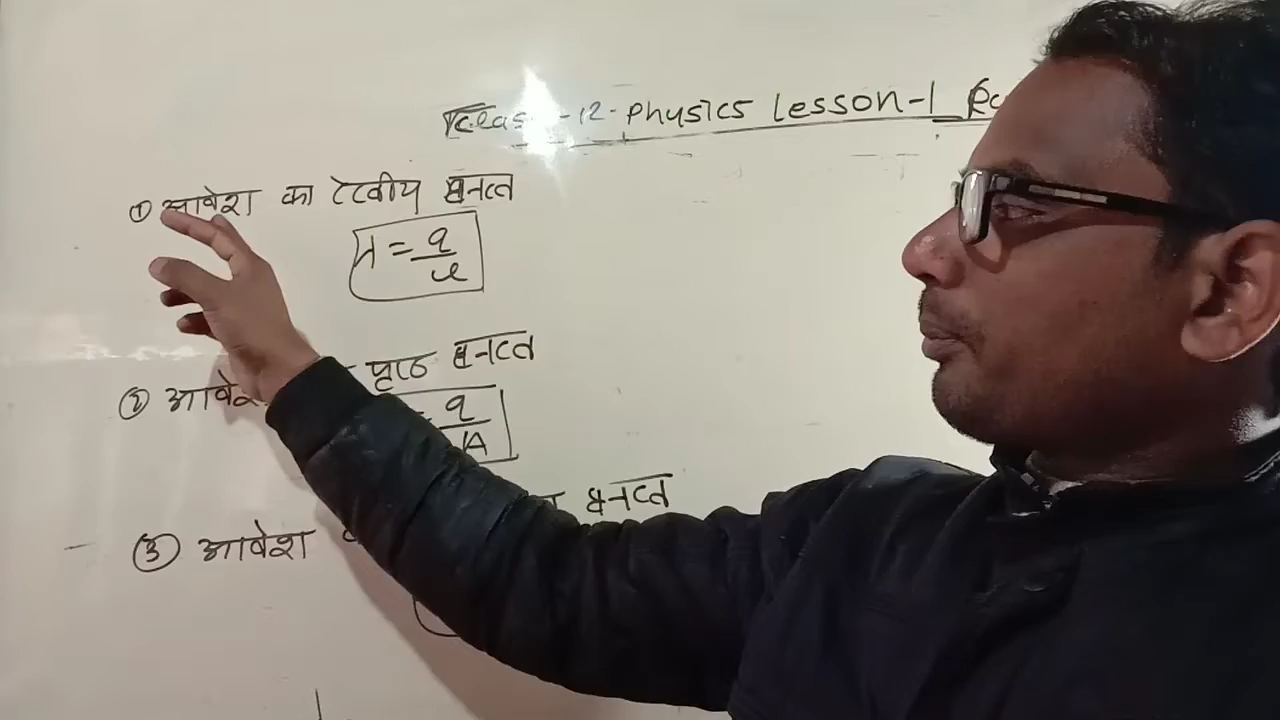 Class-12-Physics Lesson-1
① आवेश का रेखीय घनत्व
λ = q/l
② आवेश पृष्ठ घनत्व
= q/A
③ आवेश घनत्व